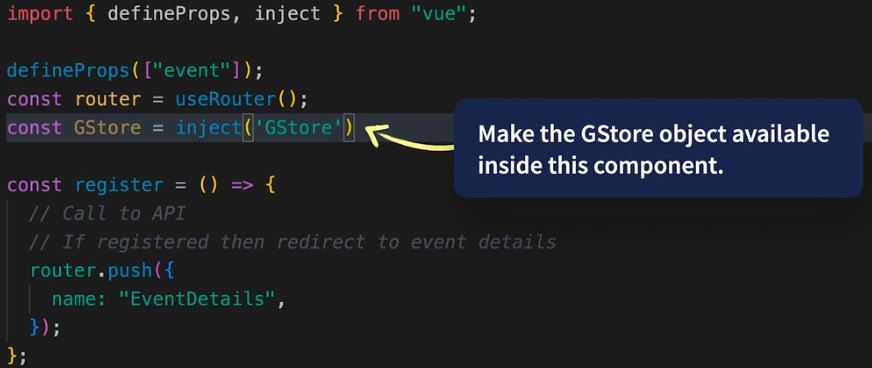 import { defineProps, inject } from "vue";
defineProps(["event"]);
const router = useRouter();
const GStore = inject('GStore')
Make the GStore object available
inside this component.
const register = () => {
// Call to API
// If registered then redirect to event details
router.push({
name: "EventDetails",
});
};